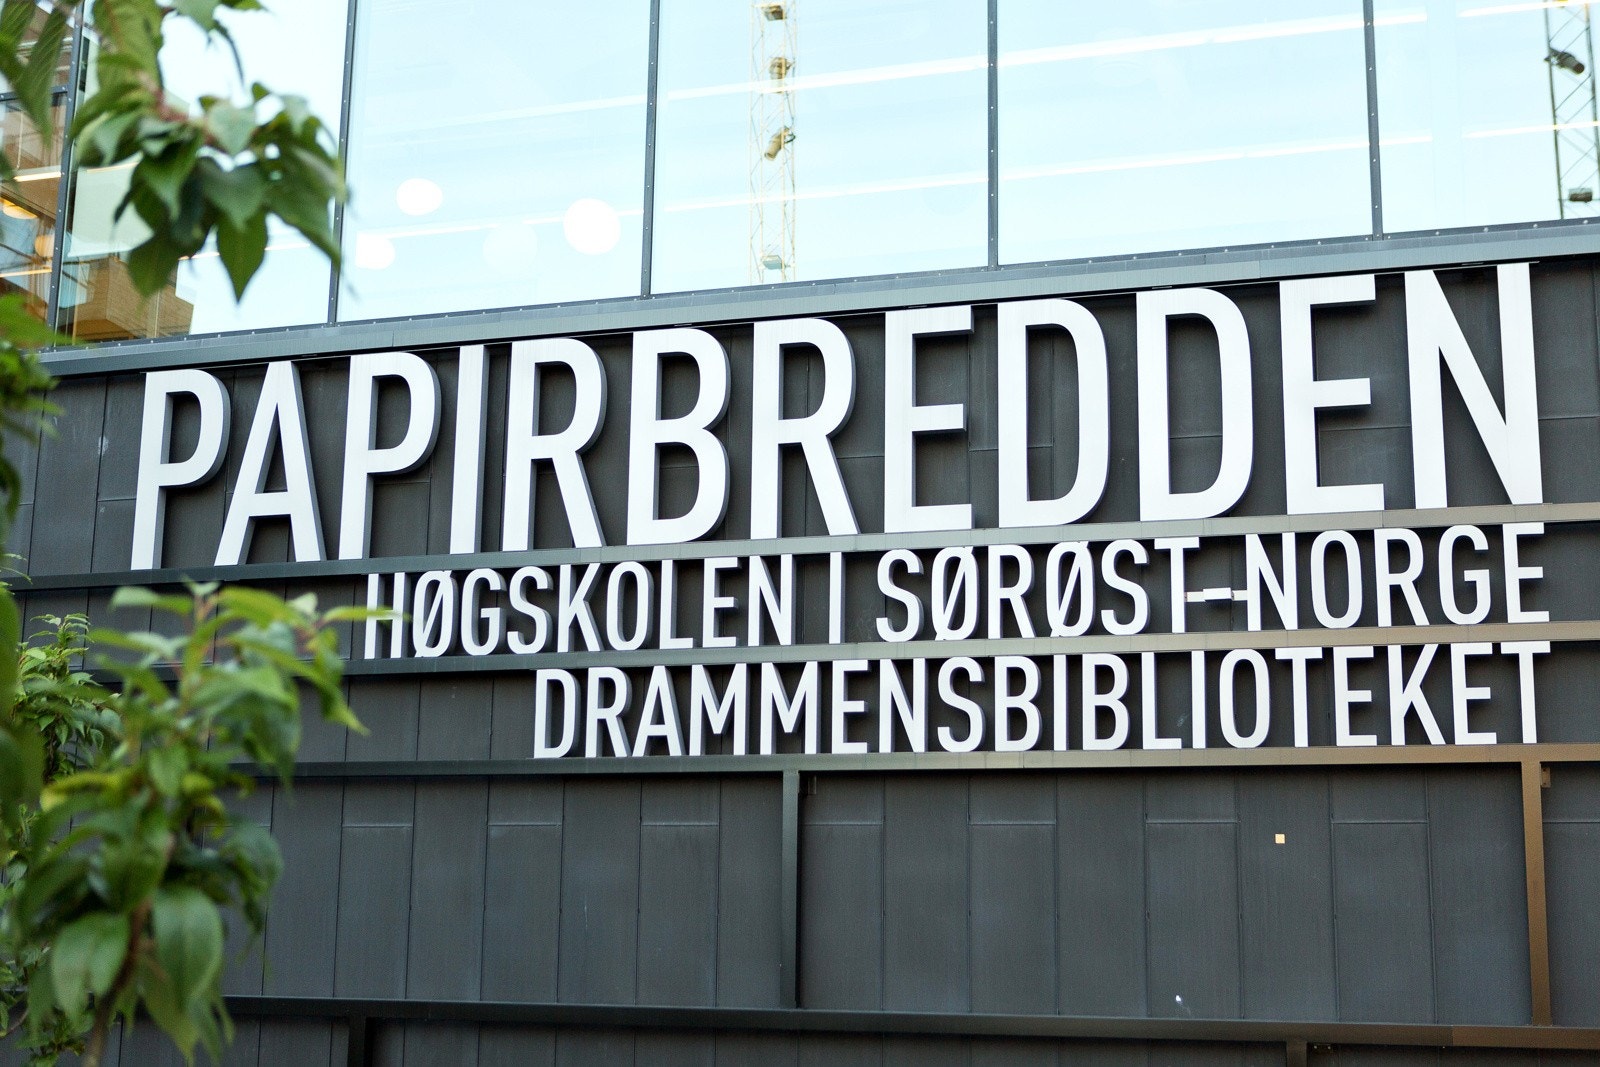 PAPIRBREDDEN
HØGSKOLEN I SØRØST-NORGE
DRAMMENSBIBLIOTEKET